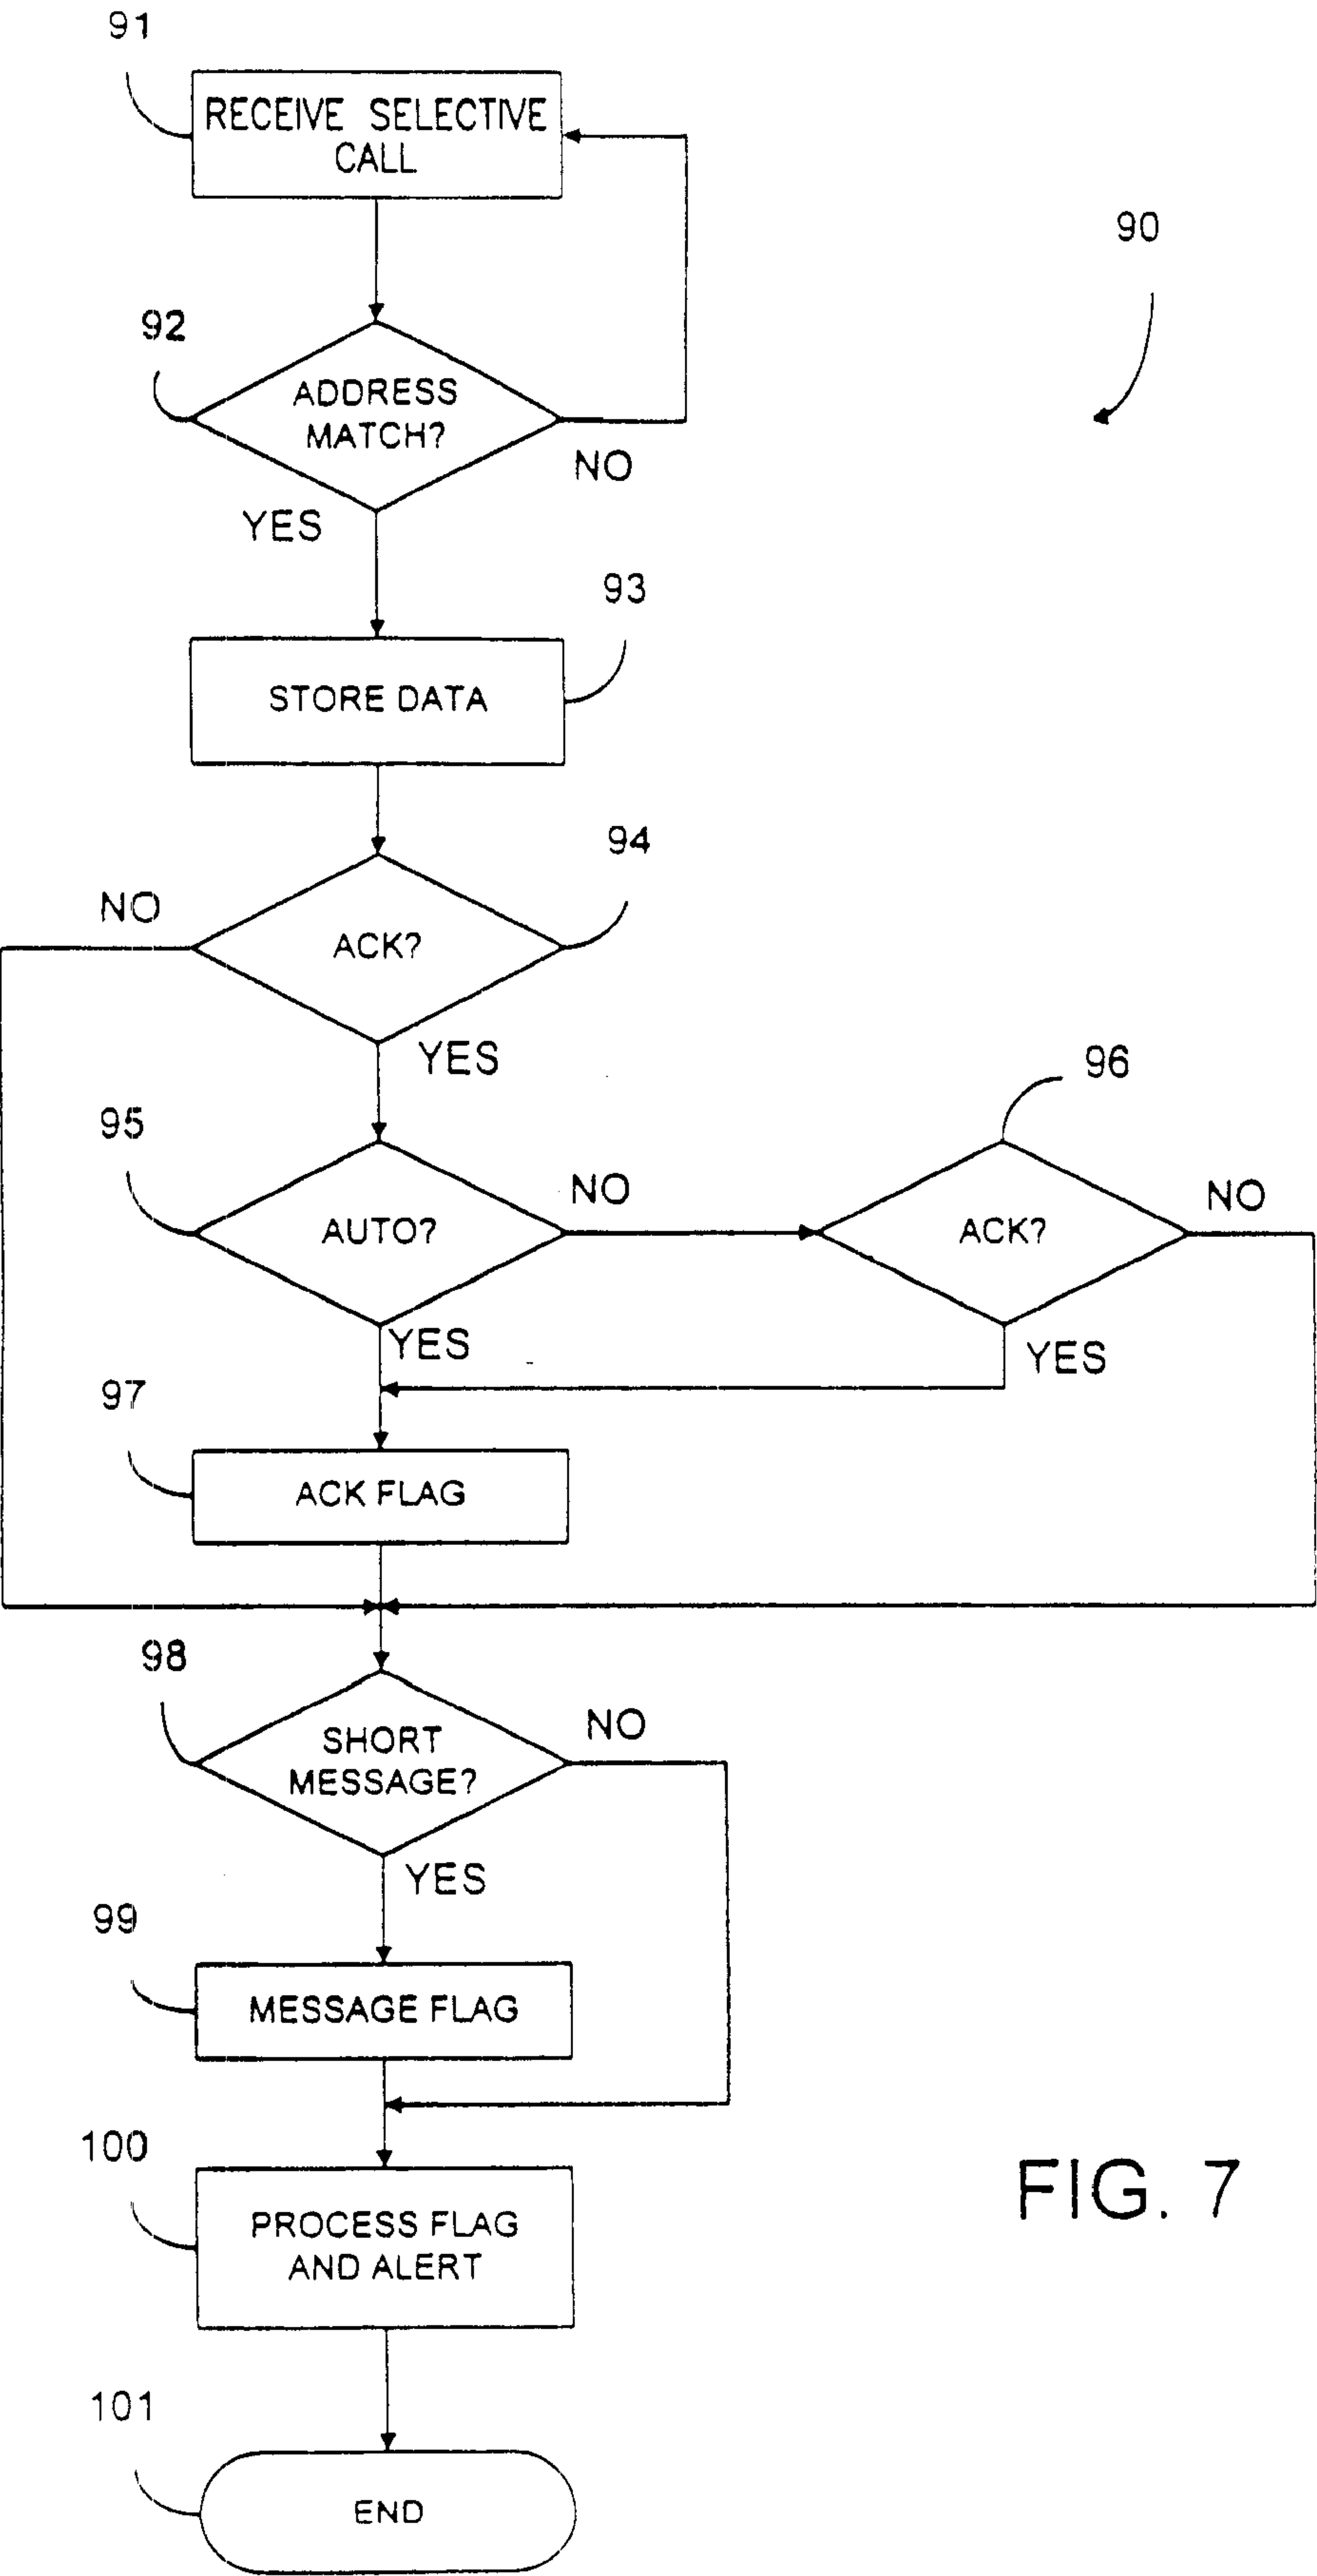 91
RECEIVE SELECTIVE
CALL
90
92
ADDRESS
MATCH?
NO
YES
93
STORE DATA
94
NO
ACK?
YES
96
95
NO
NO
AUTO?
ACK?
YES
YES
97
ACK FLAG
98
NO
SHORT
MESSAGE?
YES
99
MESSAGE FLAG
100
FIG. 7
PROCESS FLAG
AND ALERT
101
END